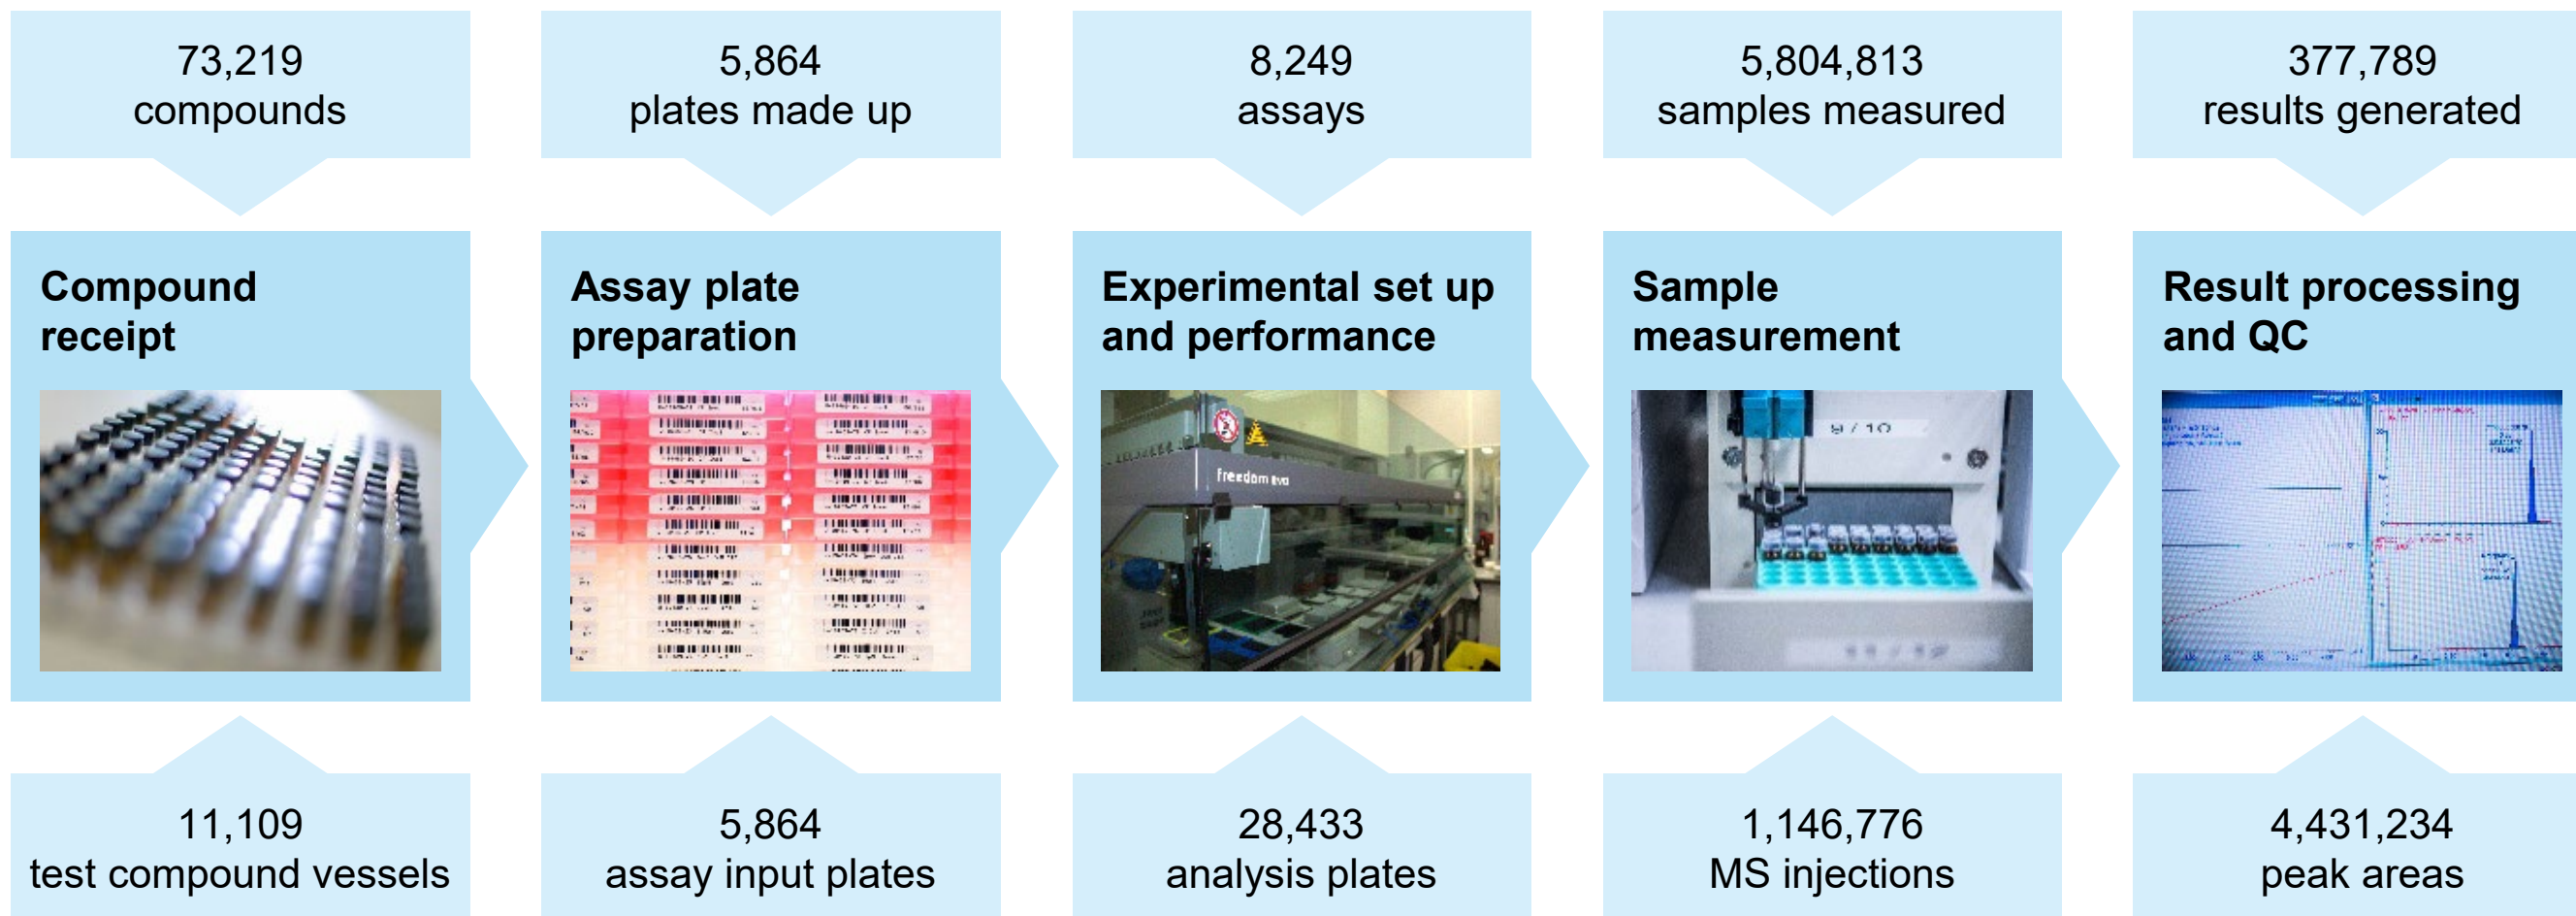 73,219
compounds
5,864
plates made up
8,249
assays
5,804,813
samples measured
377,789
results generated
Compound
receipt
Assay plate
preparation
Experimental set up
and performance
Sample
measurement
Result processing
and QC
freedom evo
9 / 10
11,109
test compound vessels
5,864
assay input plates
28,433
analysis plates
1,146,776
MS injections
4,431,234
peak areas